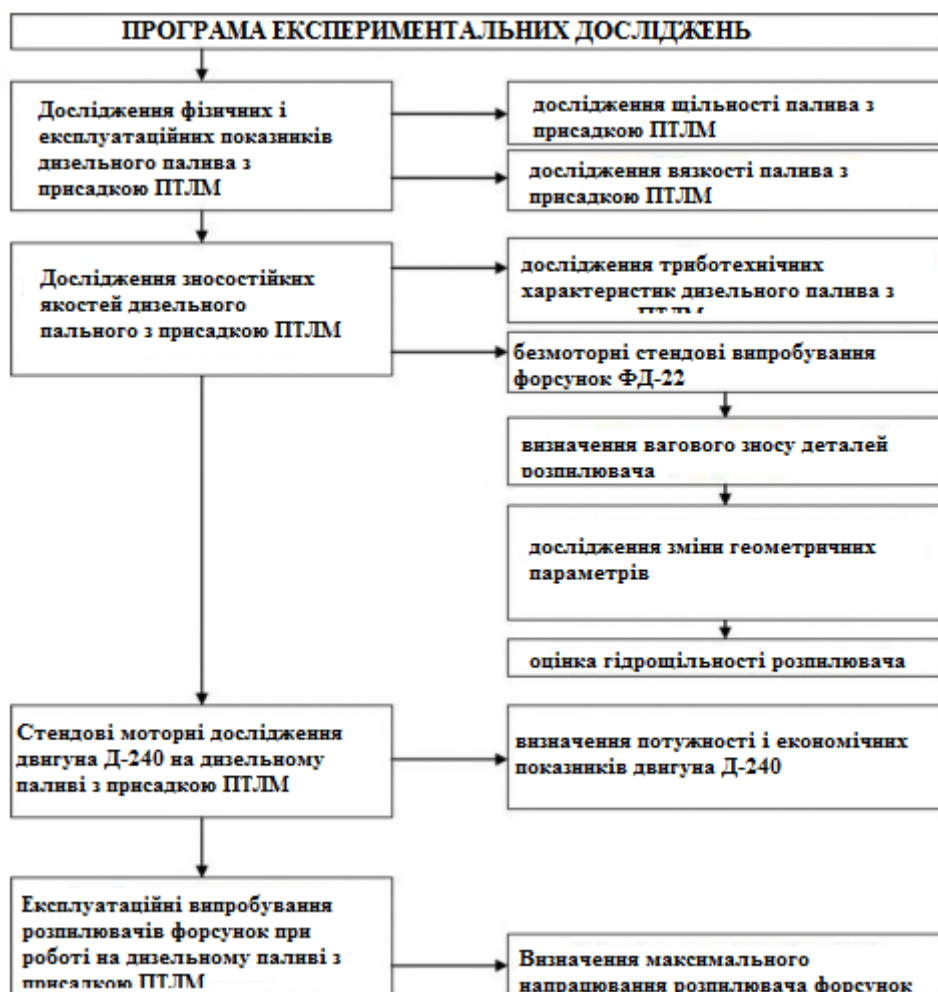 ПРОГРАМА ЕКСПЕРИМЕНТАЛЬНИХ ДОСЛІДЖЕНЬ
Дослідження фізичних і
експлуатаційних показників
дизельного палива з
присадкою ПТЛМ
дослідження щільності палива з
присадкою ПТЛМ
дослідження вязкості палива з
присадкою ПТЛМ
Дослідження зносостійких
якостей дизельного
пального з присадкою ПТЛМ
дослідження триботехнічних
характеристик дизельного палива з
ПТЛМ
безмоторні стендові випробування
форсунок ФД-22
визначення вагового зносу деталей
розпилювача
дослідження зміни геометричних
параметрів
оцінка гідрощільності розпилювача
Стендові моторні дослідження
двигуна Д-240 на дизельному
паливі з присадкою ПТЛМ
визначення потужності і економічних
показників двигуна Д-240
Експлуатаційні випробування
розпилювачів форсунок при
роботі на дизельному паливі з
присадкою ПТЛМ
Визначення максимального
напрацювання розпилювача форсунок